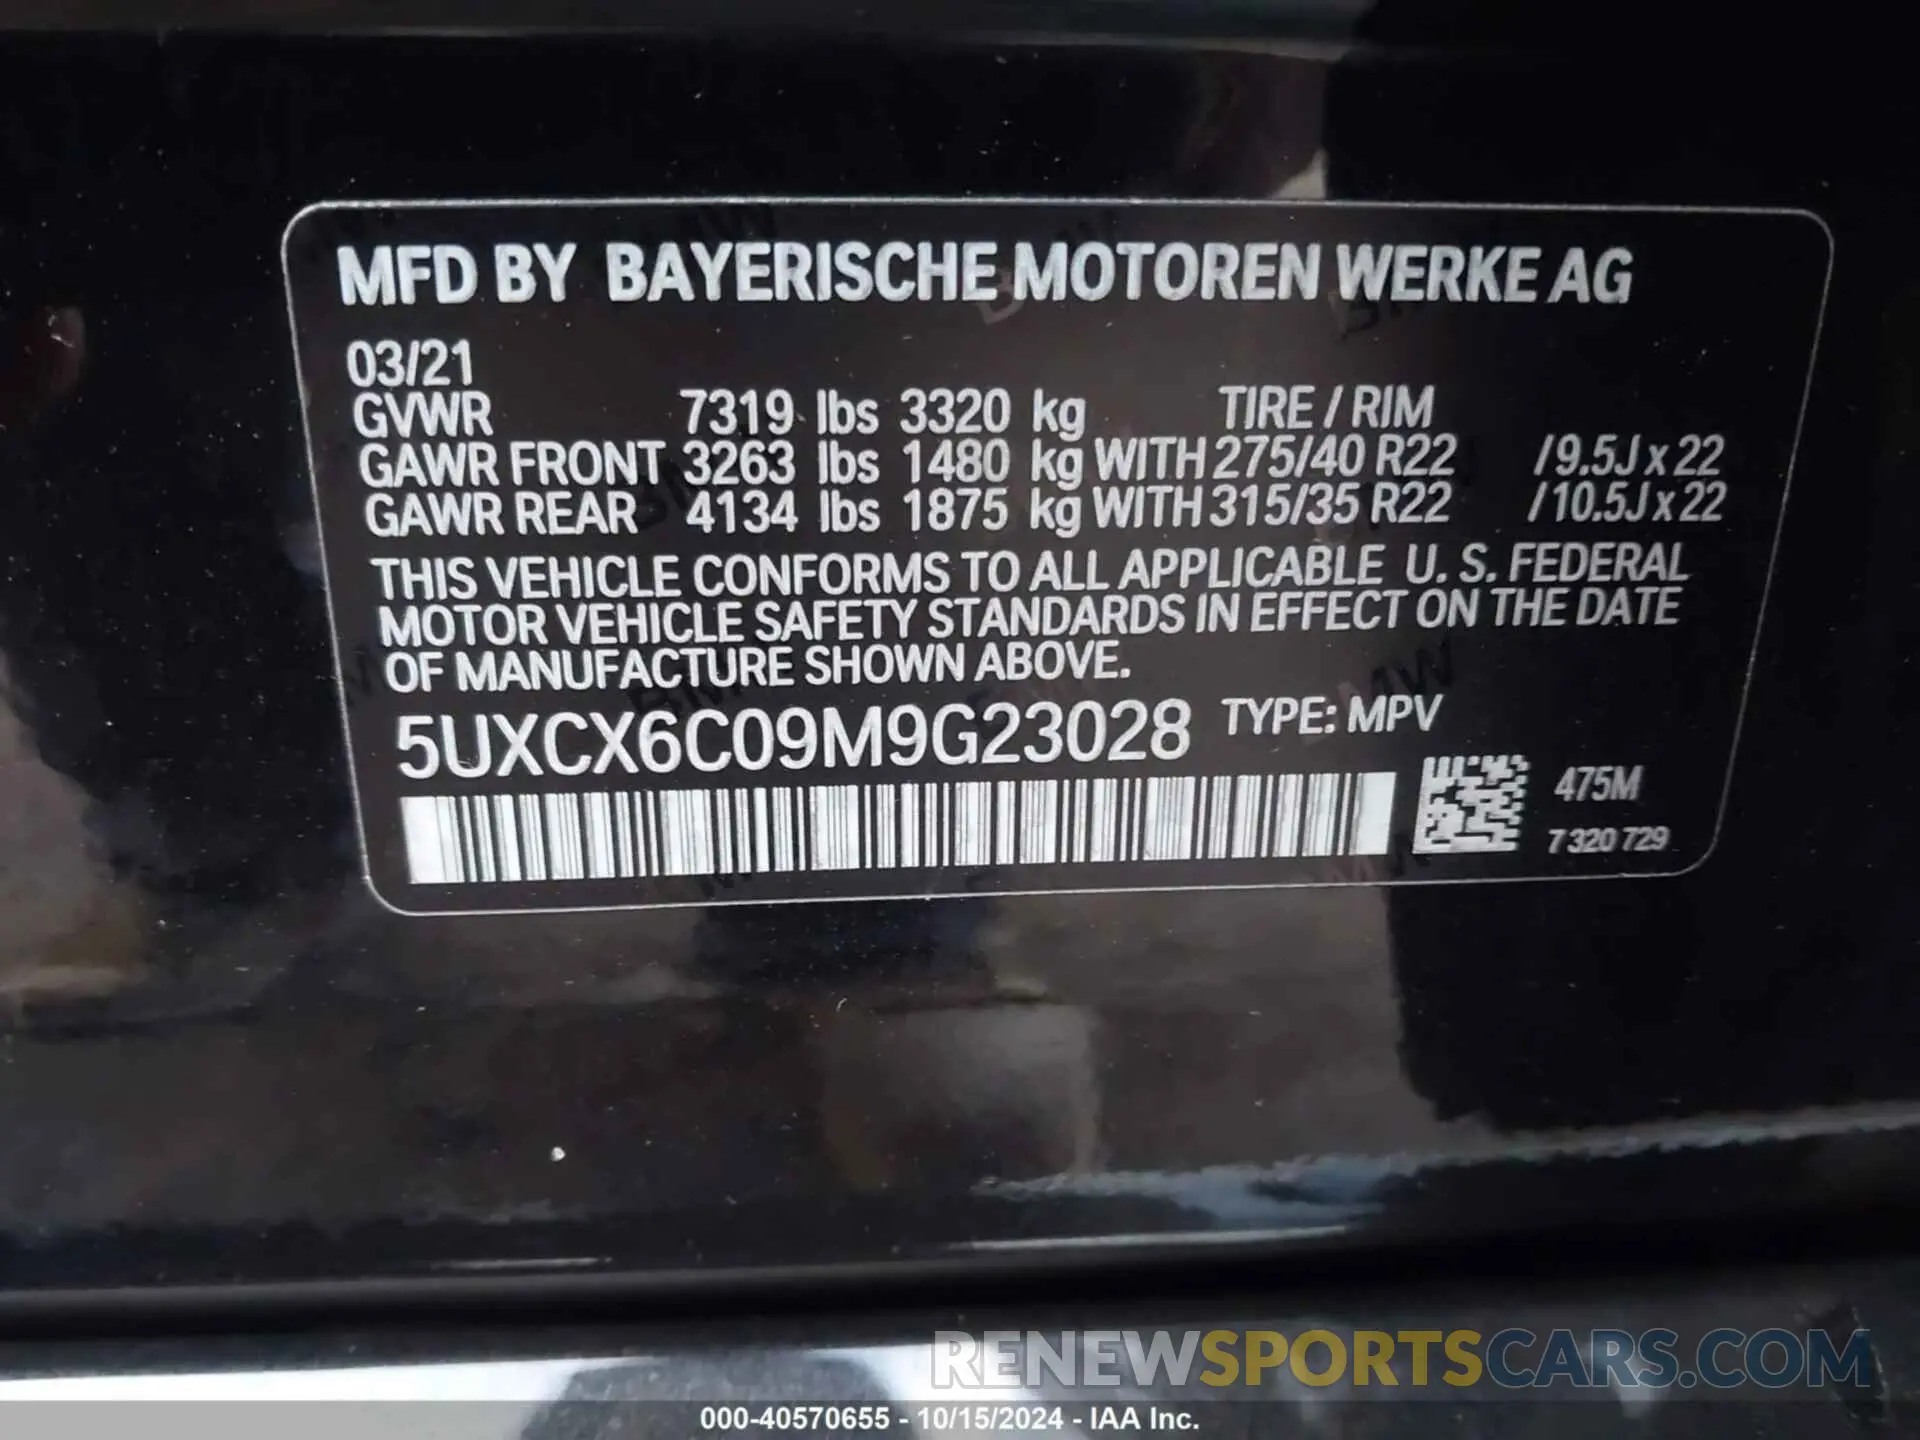 MFD BY BAYERISCHE MOTOREN WERKE AG
03/21
GVWR 7319 lbs 3320 kg TIRE / RIM
GAWR FRONT 3263 lbs 1480 kg WITH 275/40 R22 /9.5J x 22
GAWR REAR 4134 lbs 1875 kg WITH 315/35 R22 /10.5J x 22
THIS VEHICLE CONFORMS TO ALL APPLICABLE U. S. FEDERAL
MOTOR VEHICLE SAFETY STANDARDS IN EFFECT ON THE DATE
OF MANUFACTURE SHOWN ABOVE.
5UXCX6C09M9G23028 TYPE: MPV
475M
7 320 729
RENEWSPORTSCARS.COM
000-40570655 - 10/15/2024 - IAA Inc.